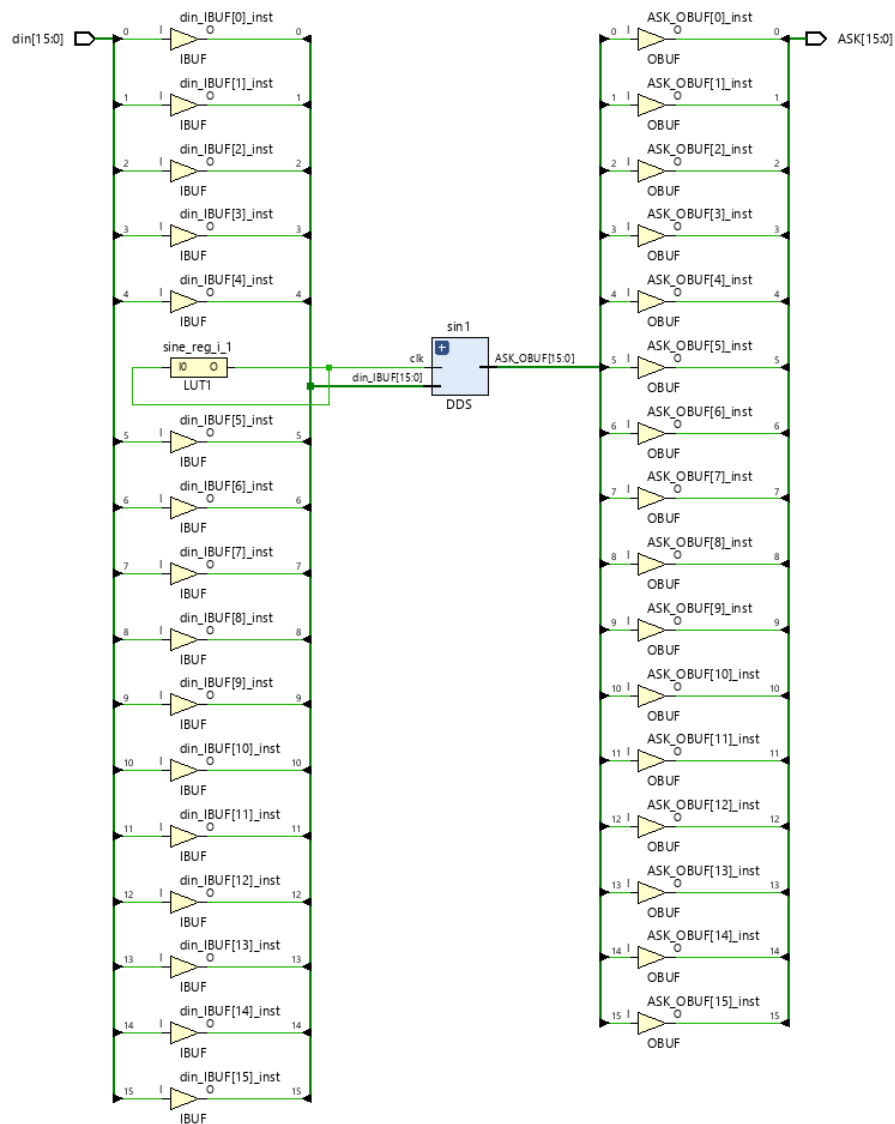 din[15:0]
din_IBUF[0]_inst
0 I O 0
IBUF
din_IBUF[1]_inst
1 I O 1
IBUF
din_IBUF[2]_inst
2 I O 2
IBUF
din_IBUF[3]_inst
3 I O 3
IBUF
din_IBUF[4]_inst
4 I O 4
IBUF
sine_reg_i_1
I0 O
LUT1
din_IBUF[5]_inst
5 I O 5
IBUF
din_IBUF[6]_inst
6 I O 6
IBUF
din_IBUF[7]_inst
7 I O 7
IBUF
din_IBUF[8]_inst
8 I O 8
IBUF
din_IBUF[9]_inst
9 I O 9
IBUF
din_IBUF[10]_inst
10 I O 10
IBUF
din_IBUF[11]_inst
11 I O 11
IBUF
din_IBUF[12]_inst
12 I O 12
IBUF
din_IBUF[13]_inst
13 I O 13
IBUF
din_IBUF[14]_inst
14 I O 14
IBUF
din_IBUF[15]_inst
15 I O 15
IBUF
sin1
clk
din_IBUF[15:0]
ASK_OBUF[15:0]
DDS
ASK_OBUF[0]_inst
0 I O 0
OBUF
ASK_OBUF[1]_inst
1 I O 1
OBUF
ASK_OBUF[2]_inst
2 I O 2
OBUF
ASK_OBUF[3]_inst
3 I O 3
OBUF
ASK_OBUF[4]_inst
4 I O 4
OBUF
ASK_OBUF[5]_inst
5 I O 5
OBUF
ASK_OBUF[6]_inst
6 I O 6
OBUF
ASK_OBUF[7]_inst
7 I O 7
OBUF
ASK_OBUF[8]_inst
8 I O 8
OBUF
ASK_OBUF[9]_inst
9 I O 9
OBUF
ASK_OBUF[10]_inst
10 I O 10
OBUF
ASK_OBUF[11]_inst
11 I O 11
OBUF
ASK_OBUF[12]_inst
12 I O 12
OBUF
ASK_OBUF[13]_inst
13 I O 13
OBUF
ASK_OBUF[14]_inst
14 I O 14
OBUF
ASK_OBUF[15]_inst
15 I O 15
OBUF
ASK[15:0]